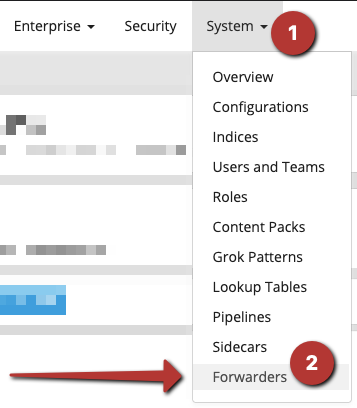 Enterprise Security System 1
Overview
Configurations
Indices
Users and Teams
Roles
Content Packs
Grok Patterns
Lookup Tables
Pipelines
Sidecars
2
Forwarders